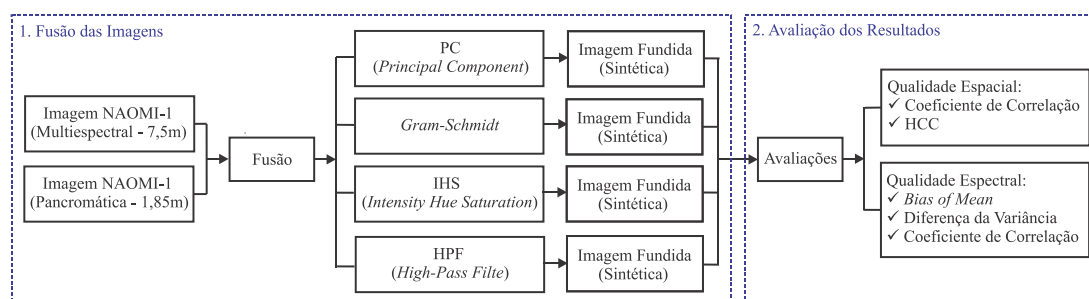 1. Fusão das Imagens
Imagem NAOMI-1
(Multiespectral - 7,5m)
Imagem NAOMI-1
(Pancromática - 1,85m)
Fusão
PC
(Principal Component)
Imagem Fundida
(Sintética)
Gram-Schmidt
Imagem Fundida
(Sintética)
IHS
(Intensity Hue Saturation)
Imagem Fundida
(Sintética)
HPF
(High-Pass Filte)
Imagem Fundida
(Sintética)
2. Avaliação dos Resultados
Avaliações
Qualidade Espacial:
✓ Coeficiente de Correlação
✓ HCC
Qualidade Espectral:
✓ Bias of Mean
✓ Diferença da Variância
✓ Coeficiente de Correlação